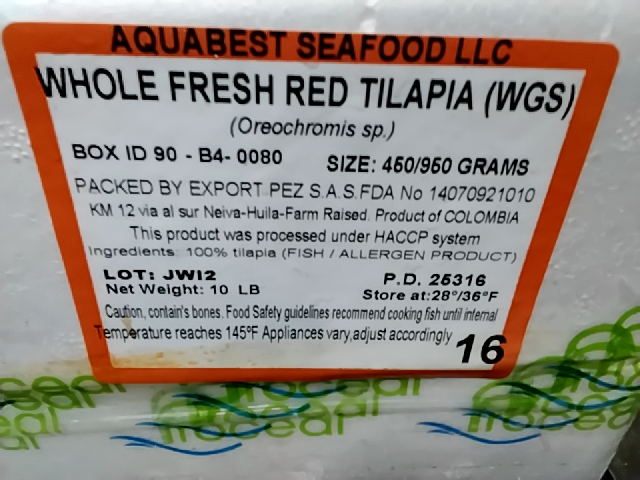 AQUABEST SEAFOOD LLC
WHOLE FRESH RED TILAPIA (WGS)
(Oreochromis sp.)
BOX ID 90 - B4- 0080 SIZE: 450/950 GRAMS
PACKED BY EXPORT PEZ S.A.S. FDA No 14070921010
KM 12 via al sur Neiva-Huila-Farm Raised. Product of COLOMBIA
This product was processed under HACCP system
Ingredients: 100% tilapia (FISH / ALLERGEN PRODUCT)
LOT: JWI2 P.D. 25316
Net Weight: 10 LB Store at:28°/36°F
Caution, contain's bones. Food Safety guidelines recommend cooking fish until internal
Temperature reaches 145°F Appliances vary,adjust accordingly
16